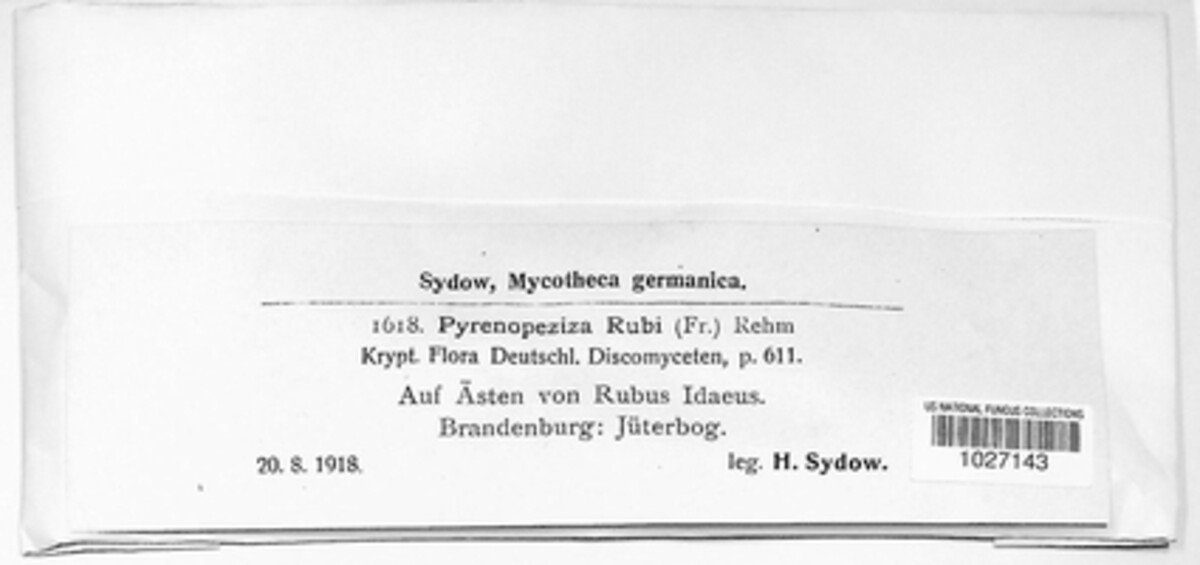 Sydow, Mycotheca germanica.
1618. Pyrenopeziza Rubi (Fr.) Rehm
Krypt. Flora Deutschl. Discomyceten, p. 611.
Auf Ästen von Rubus Idaeus.
Brandenburg: Jüterbog.
20. 8. 1918. leg. H. Sydow.
US NATIONAL FUNGUS COLLECTIONS
1027143